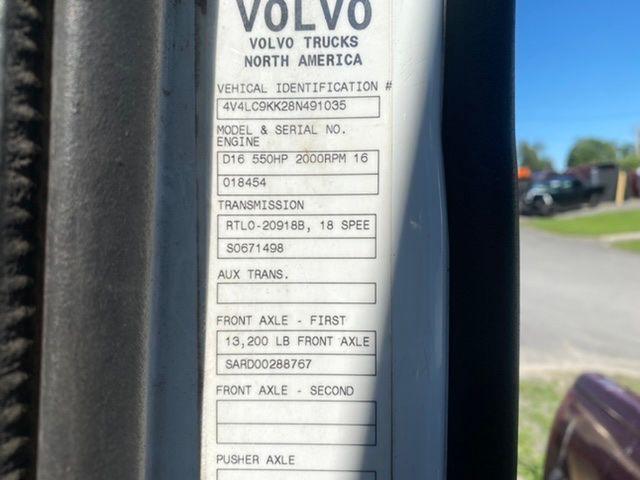 VOLVO
VOLVO TRUCKS
NORTH AMERICA
VEHICAL IDENTIFICATION #
4V4LC9KK28N491035
MODEL & SERIAL NO.
ENGINE
D16 550HP 2000RPM 16
018454
TRANSMISSION
RTLO-20918B, 18 SPEE
S0671498
AUX TRANS.
FRONT AXLE - FIRST
13,200 LB FRONT AXLE
SARD00288767
FRONT AXLE - SECOND
PUSHER AXLE